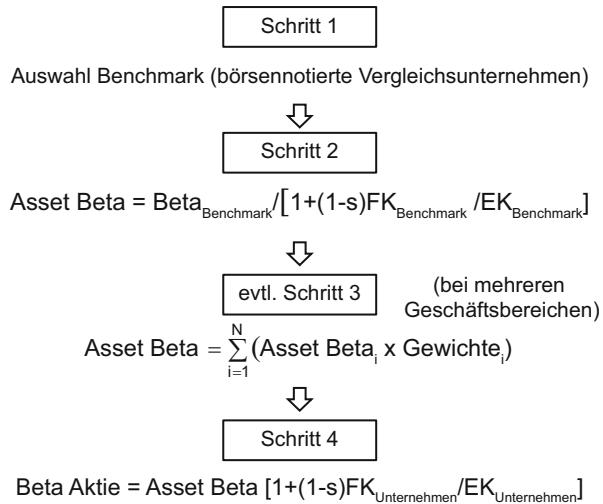 Schritt 1
Auswahl Benchmark (börsennotierte Vergleichsunternehmen)
Schritt 2
Asset Beta = Beta_Benchmark/[1+(1-s)FK_Benchmark /EK_Benchmark]
evtl. Schritt 3
(bei mehreren
Geschäftsbereichen)
Asset Beta = ∑_{i=1}^{N} (Asset Beta_i x Gewichte_i)
Schritt 4
Beta Aktie = Asset Beta [1+(1-s)FK_Unternehmen/EK_Unternehmen]